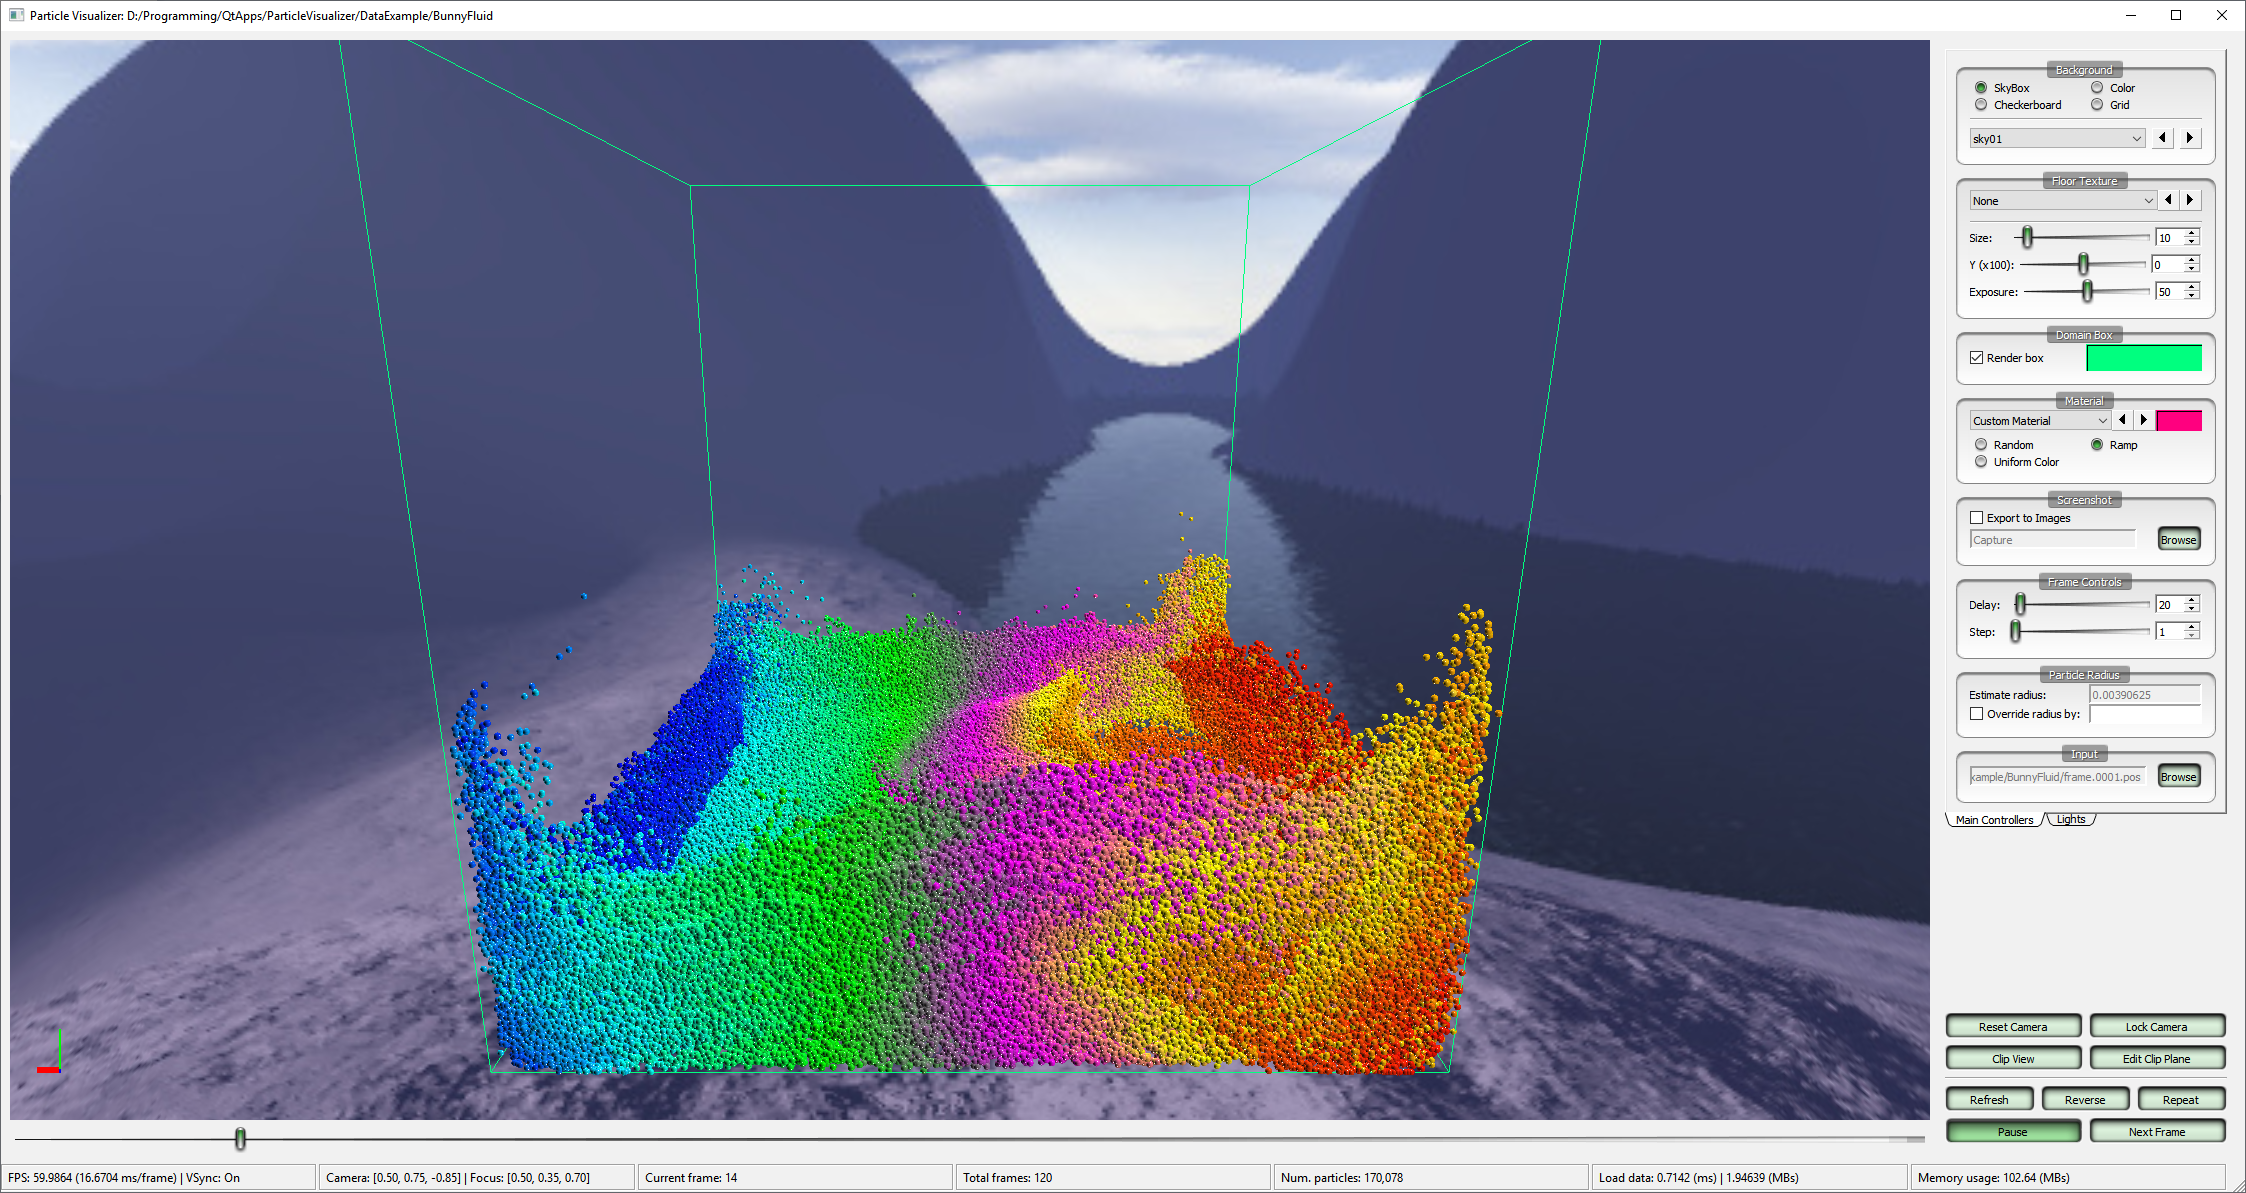 Particle Visualizer: D:/Programming/QtApps/ParticleVisualizer/DataExample/BunnyFluid
Background
SkyBox Color
Checkerboard Grid
sky01
Floor Texture
None
Size: 10
Y (x100): 0
Exposure: 50
Domain Box
Render box
Material
Custom Material
Random Ramp
Uniform Color
Screenshot
Export to Images
Capture Browse
Frame Controls
Delay: 20
Step: 1
Particle Radius
Estimate radius: 0.00390625
Override radius by:
Input
xample/BunnyFluid/frame.0001.pos Browse
Main Controllers Lights
Reset Camera Lock Camera
Clip View Edit Clip Plane
Refresh Reverse Repeat
Pause Next Frame
FPS: 59.9864 (16.6704 ms/frame) | VSync: On Camera: [0.50, 0.75, -0.85] | Focus: [0.50, 0.35, 0.70] Current frame: 14 Total frames: 120 Num. particles: 170,078 Load data: 0.7142 (ms) | 1.94639 (MBs) Memory usage: 102.64 (MBs)